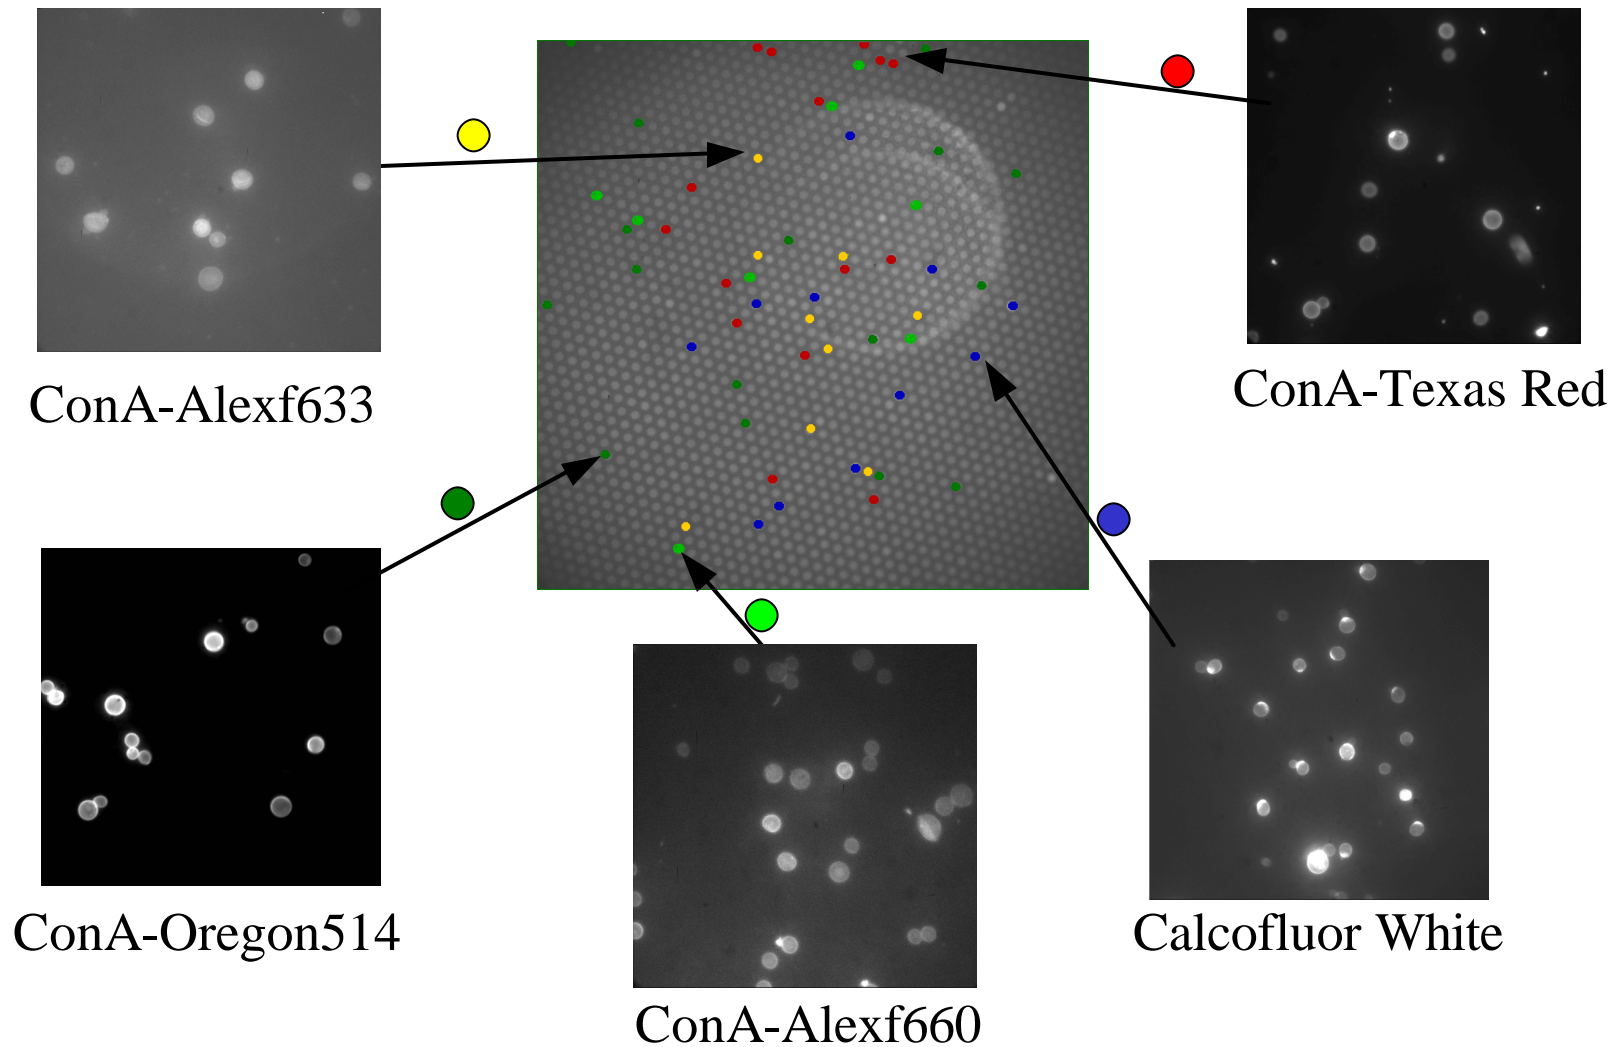 ConA-Alexf633
ConA-Texas Red
ConA-Oregon514
Calcofluor White
ConA-Alexf660